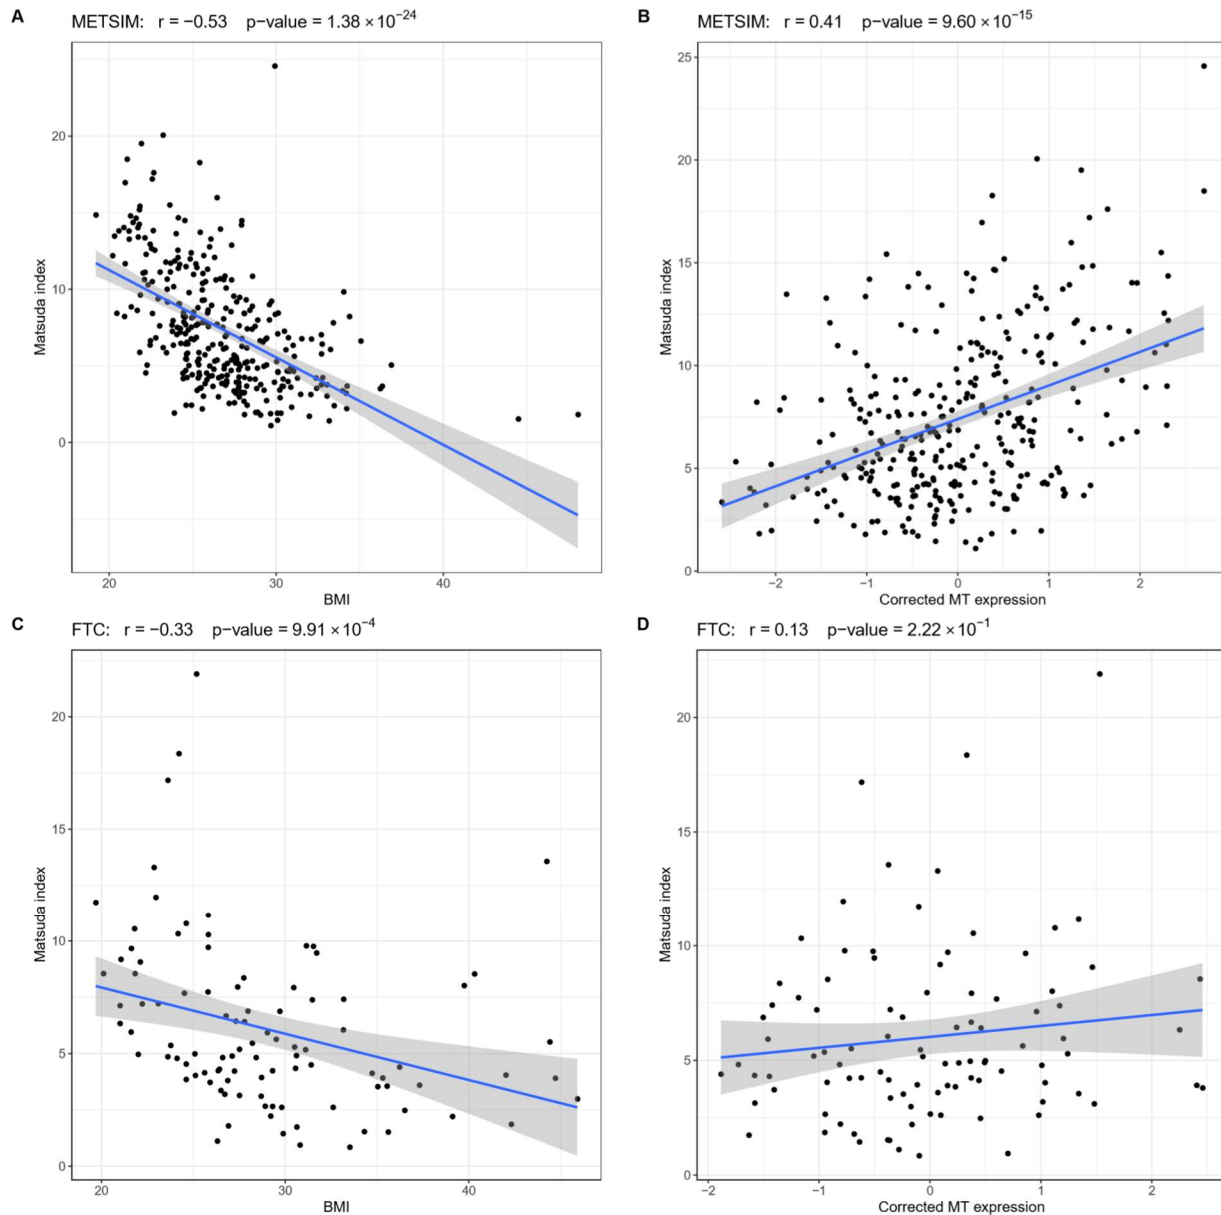 A
METSIM: r = −0.53 p−value = 1.38 ×10−24
20
10
0
Matsuda index
20 30 40
BMI
B
METSIM: r = 0.41 p−value = 9.60 ×10−15
25
20
15
10
5
0
Matsuda index
−2 −1 0 1 2
Corrected MT expression
C
FTC: r = −0.33 p−value = 9.91 ×10−4
20
15
10
5
0
Matsuda index
20 30 40
BMI
D
FTC: r = 0.13 p−value = 2.22 ×10−1
20
15
10
5
0
Matsuda index
−2 −1 0 1 2
Corrected MT expression